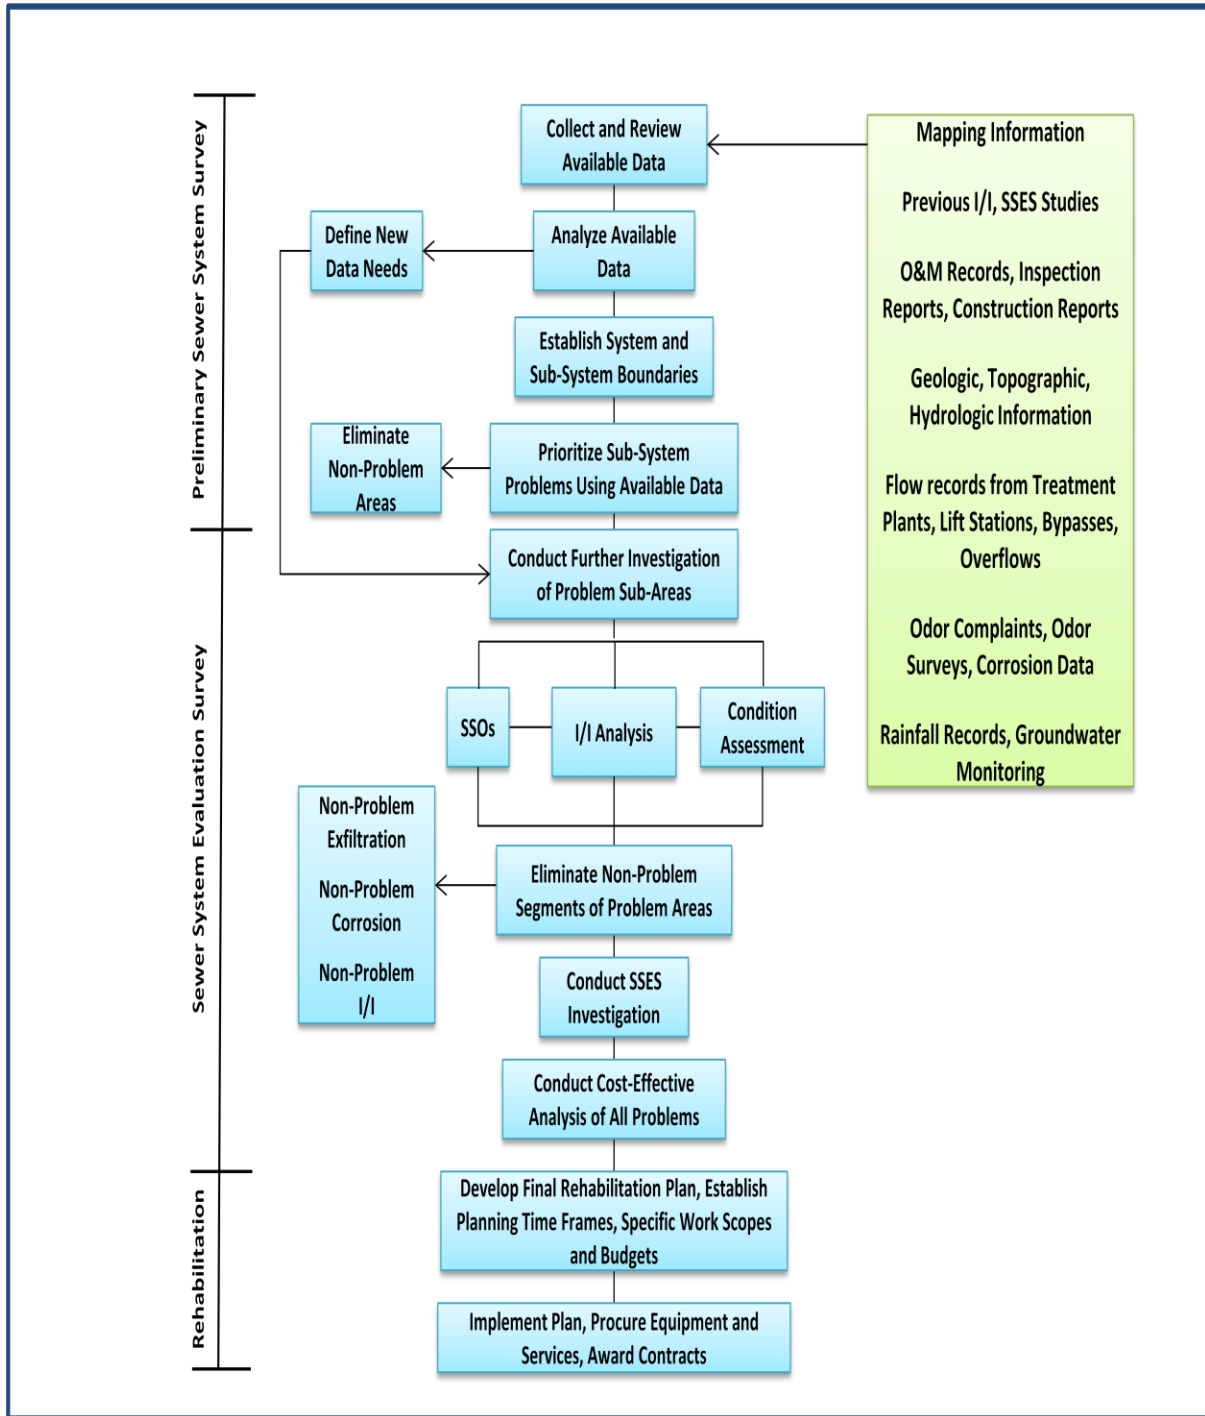 Preliminary Sewer System Survey
Collect and Review
Available Data
Define New
Data Needs
Analyze Available
Data
Establish System and
Sub-System Boundaries
Eliminate
Non-Problem
Areas
Prioritize Sub-System
Problems Using Available Data
Mapping Information
Previous I/I, SSES Studies
O&M Records, Inspection
Reports, Construction Reports
Geologic, Topographic,
Hydrologic Information
Flow records from Treatment
Plants, Lift Stations, Bypasses,
Overflows
Odor Complaints, Odor
Surveys, Corrosion Data
Rainfall Records, Groundwater
Monitoring
Sewer System Evaluation Survey
Conduct Further Investigation
of Problem Sub-Areas
SSOs
I/I Analysis
Condition
Assessment
Non-Problem
Exfiltration
Non-Problem
Corrosion
Non-Problem
I/I
Eliminate Non-Problem
Segments of Problem Areas
Conduct SSES
Investigation
Conduct Cost-Effective
Analysis of All Problems
Rehabilitation
Develop Final Rehabilitation Plan, Establish
Planning Time Frames, Specific Work Scopes
and Budgets
Implement Plan, Procure Equipment and
Services, Award Contracts